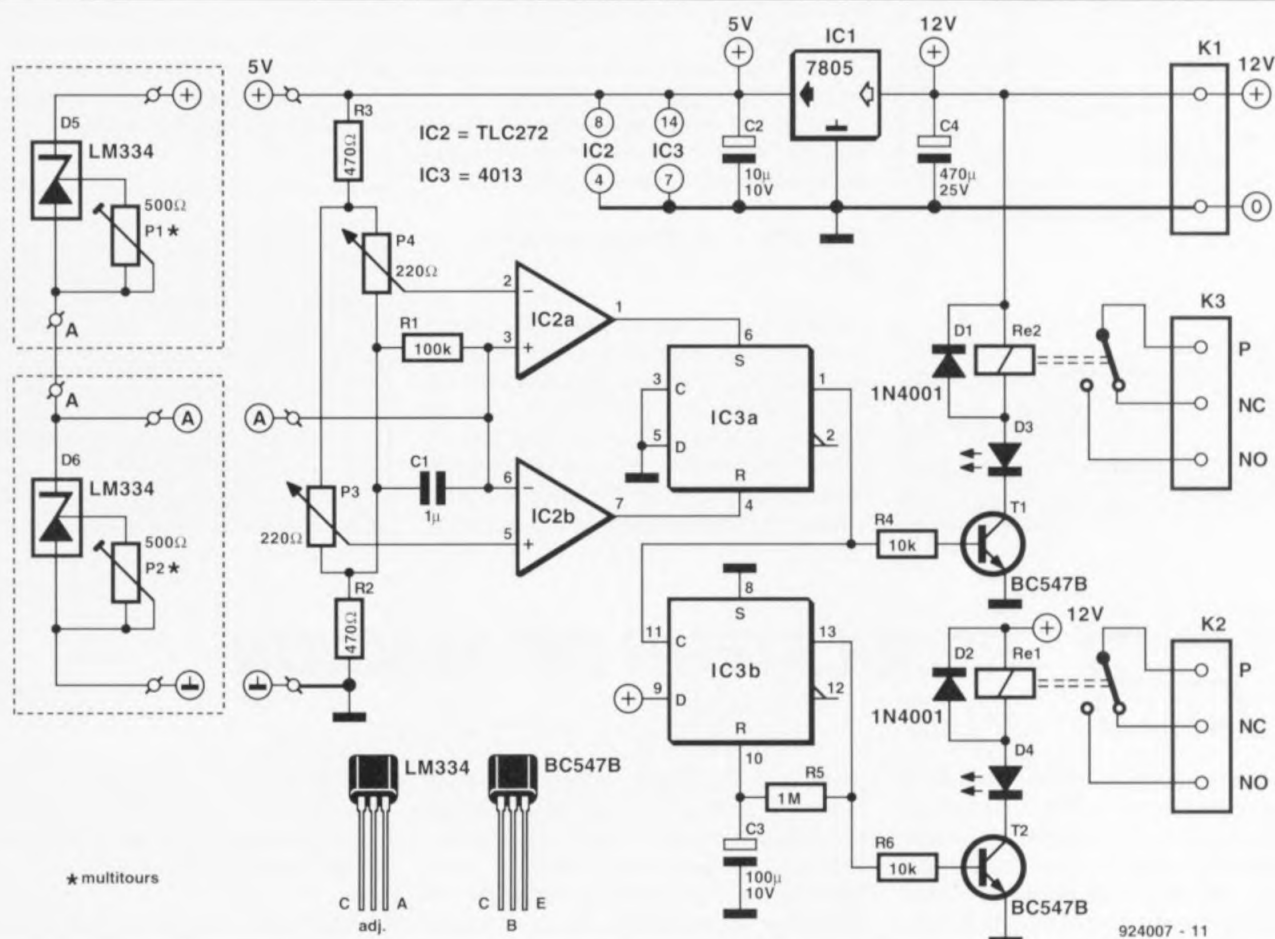 5V
12V
IC1
K1
7805
12V
5V
D5
R3
LM334
470Ω
IC2 = TLC272
IC3 = 4013
8
14
IC2
IC3
4
7
C2
10µ
10V
C4
470µ
25V
0
500Ω
P1*
P4
220Ω
A
A
A
A
2
3
1
IC2a
R1
100k
6
S
3
C
5
D
IC3a
1
2
R
4
D1
1N4001
Re2
D3
K3
P
NC
NO
D6
LM334
500Ω
P2*
P3
220Ω
C1
1µ
6
5
7
IC2b
R4
10k
T1
BC547B
R2
470Ω
8
S
11
C
9
D
IC3b
13
12
R
10
12V
D2
1N4001
Re1
D4
K2
P
NC
NO
R5
1M
C3
100µ
10V
R6
10k
T2
BC547B
LM334
BC547B
* multitours
C
A
adj.
C
E
B
924007 - 11